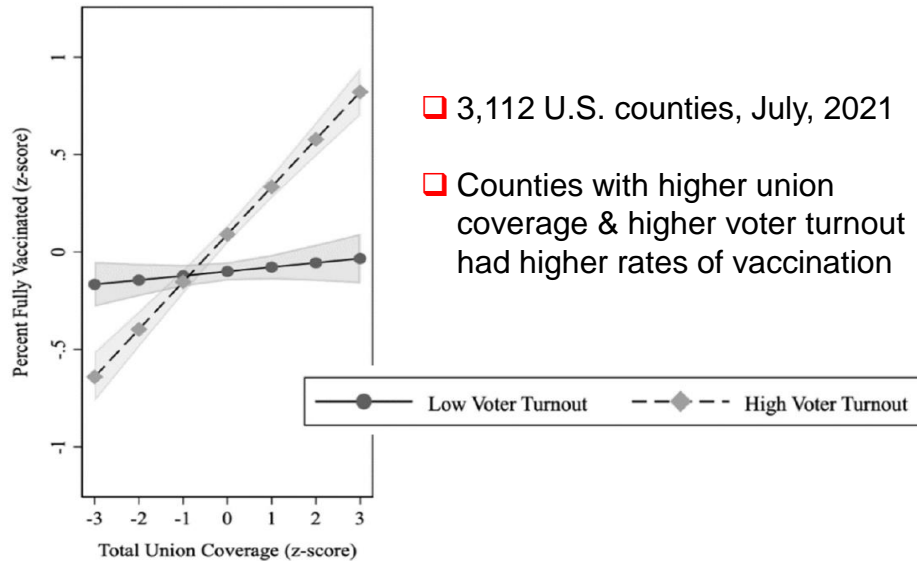 3,112 U.S. counties, July, 2021
Counties with higher union
coverage & higher voter turnout
had higher rates of vaccination
Percent Fully Vaccinated (z-score)
1
.5
0
-.5
-1
-3 -2 -1 0 1 2 3
Total Union Coverage (z-score)
Low Voter Turnout High Voter Turnout